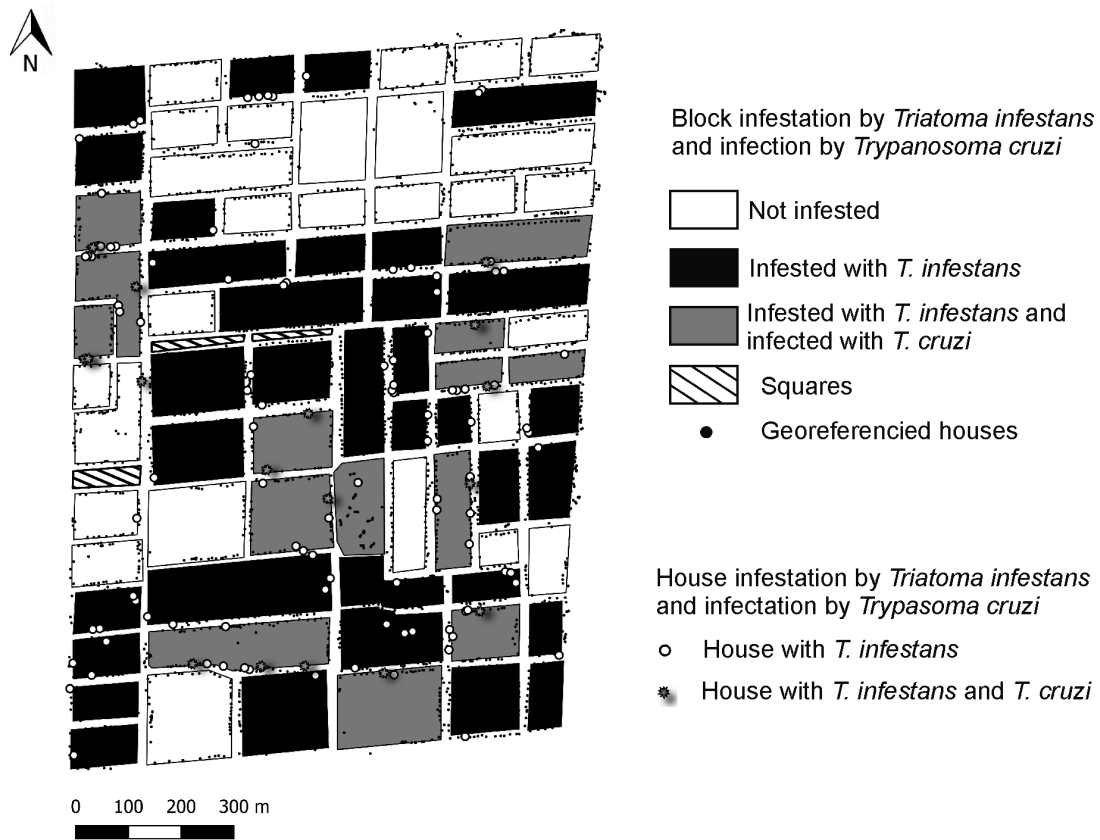 N
Block infestation by Triatoma infestans
and infection by Trypanosoma cruzi
Not infested
Infested with T. infestans
Infested with T. infestans and
infected with T. cruzi
Squares
Georeferencied houses
House infestation by Triatoma infestans
and infectation by Trypasoma cruzi
House with T. infestans
House with T. infestans and T. cruzi
0 100 200 300 m